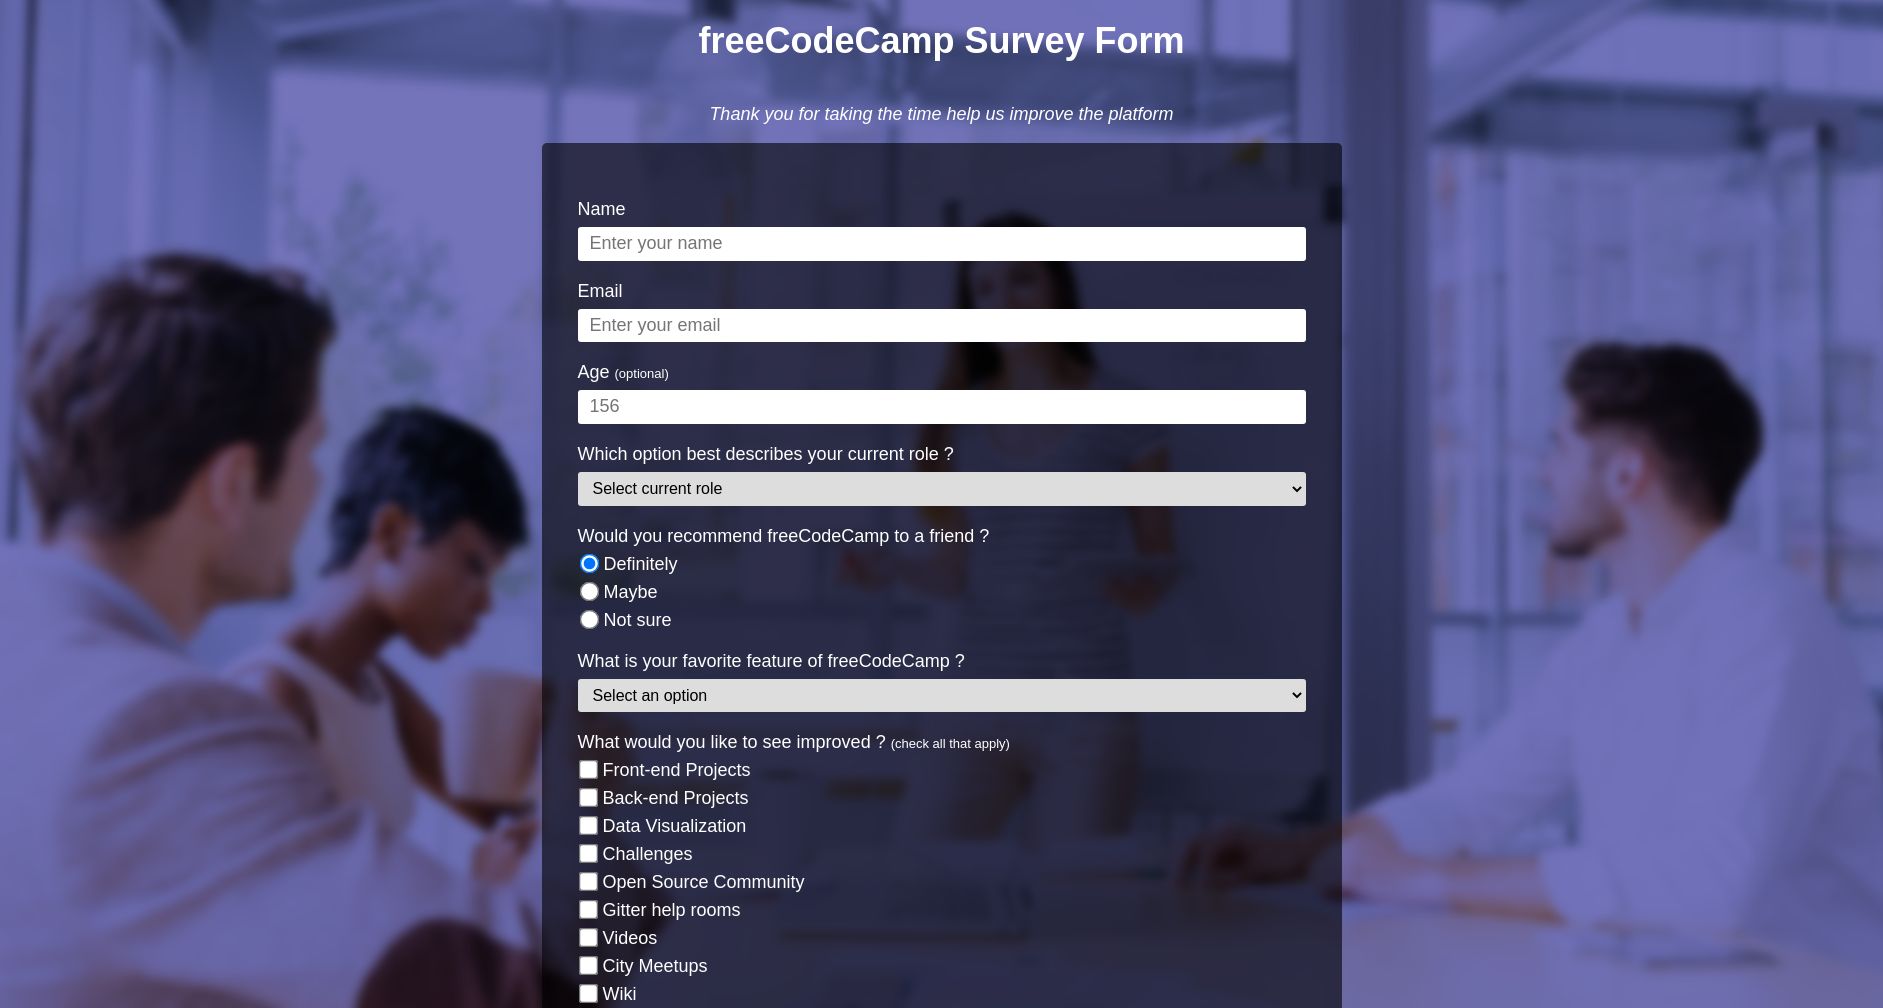 freeCodeCamp Survey Form
Thank you for taking the time help us improve the platform
Name
Enter your name
Email
Enter your email
Age (optional)
156
Which option best describes your current role ?
Select current role
Would you recommend freeCodeCamp to a friend ?
Definitely
Maybe
Not sure
What is your favorite feature of freeCodeCamp ?
Select an option
What would you like to see improved ? (check all that apply)
Front-end Projects
Back-end Projects
Data Visualization
Challenges
Open Source Community
Gitter help rooms
Videos
City Meetups
Wiki